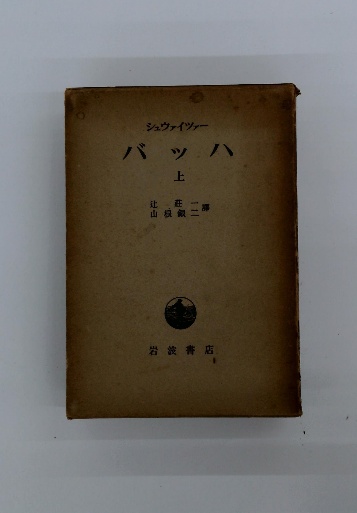 シュヴァイツァー
バッハ
上
辻荘一
山根銀二
譯
岩波書店